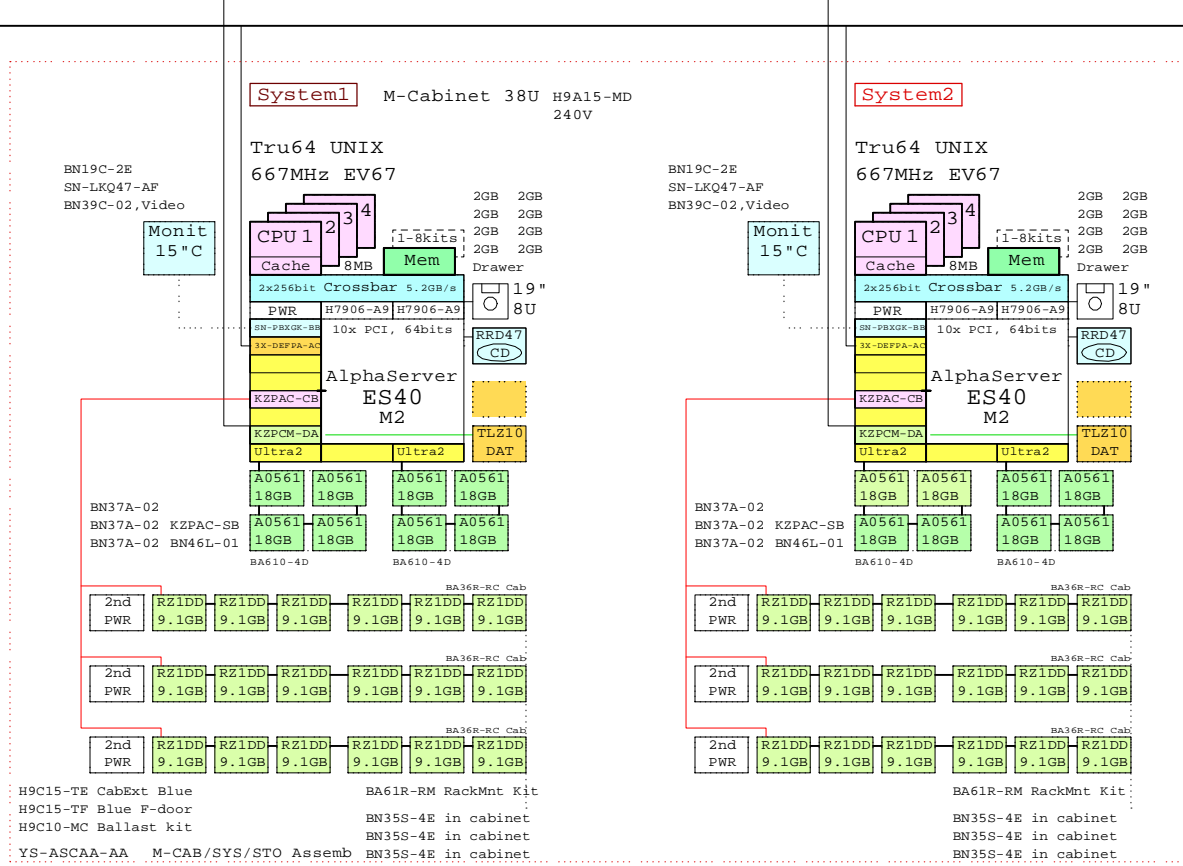 System1 M-Cabinet 38U H9A15-MD
240V
Tru64 UNIX
667MHz EV67
BN19C-2E
SN-LKQ47-AF
BN39C-02,Video
Monit
15"C
CPU 1 2 3 4
Cache 8MB
1-8kits
Mem
2GB 2GB
2GB 2GB
2GB 2GB
2GB 2GB
Drawer
19"
8U
2x256bit Crossbar 5.2GB/s
PWR H7906-A9 H7906-A9
SN-PBXGK-BB 10x PCI, 64bits
3X-DEFPA-AC
RRD47
CD
AlphaServer
ES40
M2
KZPAC-CB
KZPCM-DA
TLZ10
DAT
Ultra2 Ultra2
A0561 A0561 A0561 A0561
18GB 18GB 18GB 18GB
A0561 A0561 A0561 A0561
18GB 18GB 18GB 18GB
BN37A-02
BN37A-02 KZPAC-SB
BN37A-02 BN46L-01
BA610-4D BA610-4D
BA36R-RC Cab
2nd RZ1DD RZ1DD RZ1DD RZ1DD RZ1DD RZ1DD
PWR 9.1GB 9.1GB 9.1GB 9.1GB 9.1GB 9.1GB
BA36R-RC Cab
2nd RZ1DD RZ1DD RZ1DD RZ1DD RZ1DD RZ1DD
PWR 9.1GB 9.1GB 9.1GB 9.1GB 9.1GB 9.1GB
BA36R-RC Cab
2nd RZ1DD RZ1DD RZ1DD RZ1DD RZ1DD RZ1DD
PWR 9.1GB 9.1GB 9.1GB 9.1GB 9.1GB 9.1GB
H9C15-TE CabExt Blue
H9C15-TF Blue F-door
H9C10-MC Ballast kit
YS-ASCAA-AA M-CAB/SYS/STO Assemb
BA61R-RM RackMnt Kit
BN35S-4E in cabinet
BN35S-4E in cabinet
BN35S-4E in cabinet
System2
Tru64 UNIX
667MHz EV67
BN19C-2E
SN-LKQ47-AF
BN39C-02,Video
Monit
15"C
CPU 1 2 3 4
Cache 8MB
1-8kits
Mem
2GB 2GB
2GB 2GB
2GB 2GB
2GB 2GB
Drawer
19"
8U
2x256bit Crossbar 5.2GB/s
PWR H7906-A9 H7906-A9
SN-PBXGK-BB 10x PCI, 64bits
3X-DEFPA-AC
RRD47
CD
AlphaServer
ES40
M2
KZPAC-CB
KZPCM-DA
TLZ10
DAT
Ultra2 Ultra2
A0561 A0561 A0561 A0561
18GB 18GB 18GB 18GB
A0561 A0561 A0561 A0561
18GB 18GB 18GB 18GB
BN37A-02
BN37A-02 KZPAC-SB
BN37A-02 BN46L-01
BA610-4D BA610-4D
BA36R-RC Cab
2nd RZ1DD RZ1DD RZ1DD RZ1DD RZ1DD RZ1DD
PWR 9.1GB 9.1GB 9.1GB 9.1GB 9.1GB 9.1GB
BA36R-RC Cab
2nd RZ1DD RZ1DD RZ1DD RZ1DD RZ1DD RZ1DD
PWR 9.1GB 9.1GB 9.1GB 9.1GB 9.1GB 9.1GB
BA36R-RC Cab
2nd RZ1DD RZ1DD RZ1DD RZ1DD RZ1DD RZ1DD
PWR 9.1GB 9.1GB 9.1GB 9.1GB 9.1GB 9.1GB
BA61R-RM RackMnt Kit
BN35S-4E in cabinet
BN35S-4E in cabinet
BN35S-4E in cabinet